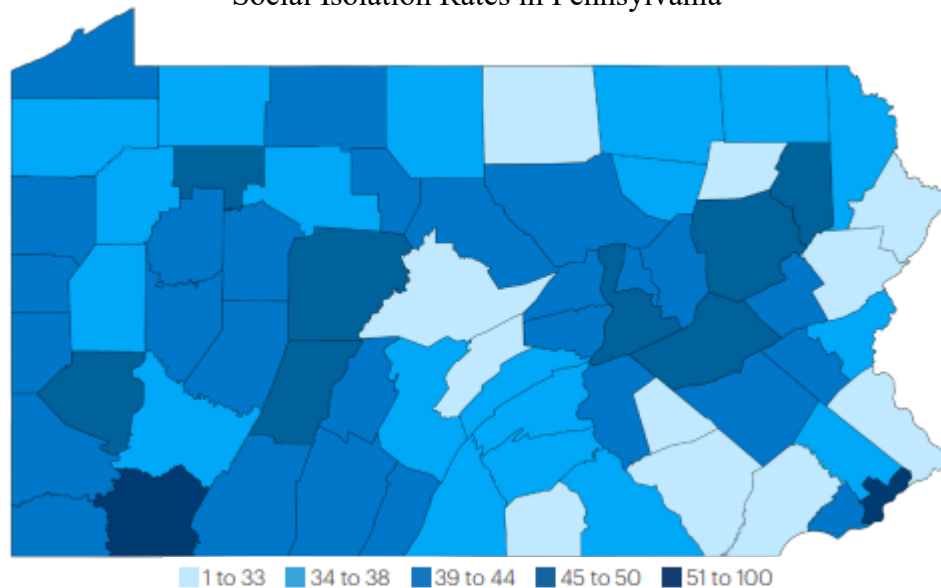 Social Isolation Rates in Pennsylvania
1 to 33 34 to 38 39 to 44 45 to 50 51 to 100